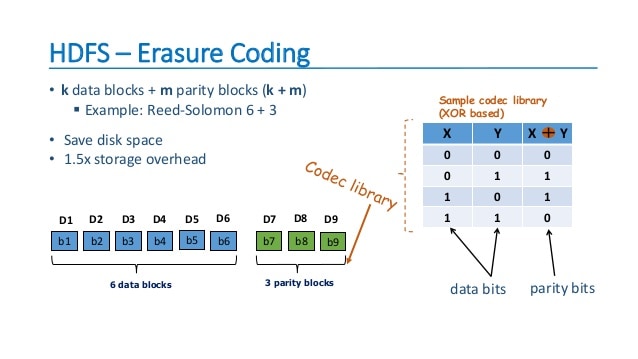 HDFS – Erasure Coding
• k data blocks + m parity blocks (k + m)
▪ Example: Reed-Solomon 6 + 3
• Save disk space
• 1.5x storage overhead
Sample codec library
(XOR based)
X Y X ⊕ Y
0 0 0
0 1 1
1 0 1
1 1 0
Codec library
D1 D2 D3 D4 D5 D6 D7 D8 D9
b1 b2 b3 b4 b5 b6 b7 b8 b9
6 data blocks
3 parity blocks
data bits
parity bits